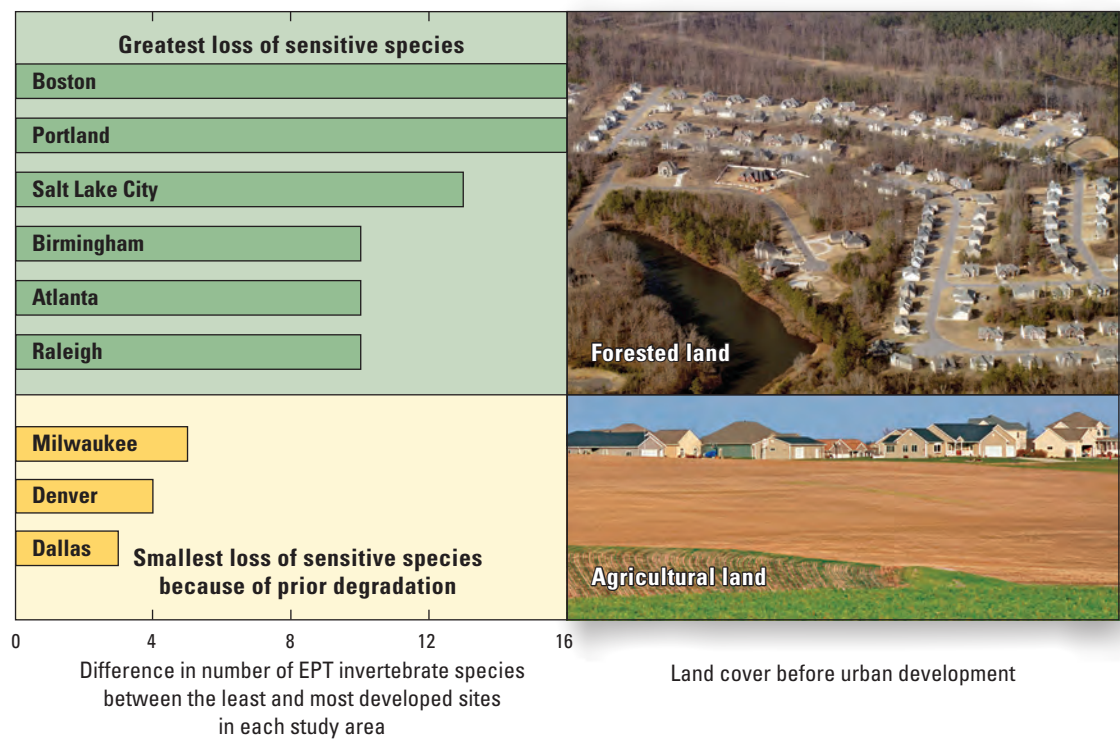 Greatest loss of sensitive species
Boston
Portland
Salt Lake City
Birmingham
Atlanta
Raleigh
Forested land
Milwaukee
Denver
Dallas
Smallest loss of sensitive species
because of prior degradation
Agricultural land
0 4 8 12 16
Difference in number of EPT invertebrate species
between the least and most developed sites
in each study area
Land cover before urban development